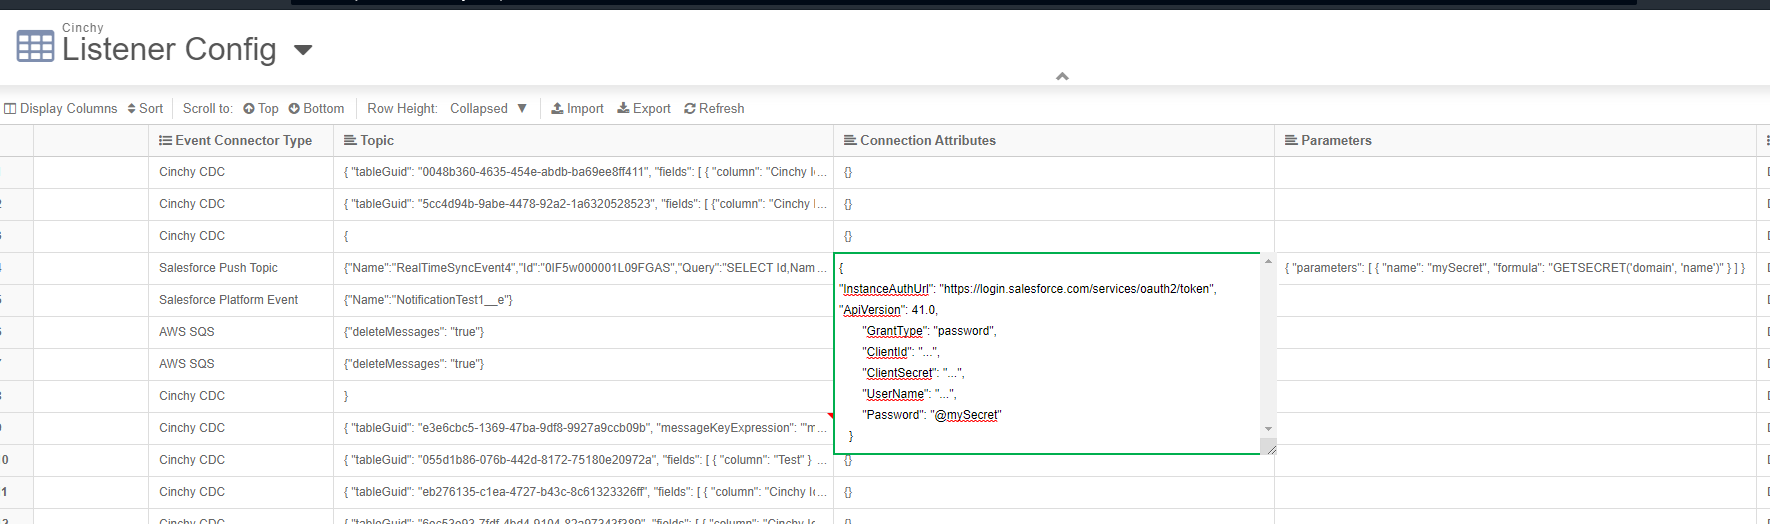 Cinchy
Listener Config
Display Columns Sort Scroll to: Top Bottom Row Height: Collapsed Import Export Refresh
Event Connector Type Topic Connection Attributes Parameters
Cinchy CDC { "tableGuid": "0048b360-4635-454e-abdb-ba69ee8ff411", "fields": [ { "column": "Cinchy I... {}
2 Cinchy CDC { "tableGuid": "5cc4d94b-9abe-4478-92a2-1a6320528523", "fields": [ {"column": "Cinchy ... {}
Cinchy CDC { {}
Salesforce Push Topic {"Name":"RealTimeSyncEvent4","Id":"0IF5w000001L09FGAS","Query":"SELECT Id,Nam... { "parameters": [ { "name": "mySecret", "formula": "GETSECRET('domain', 'name')" } ] }
{
"InstanceAuthUrl": "https://login.salesforce.com/services/oauth2/token",
"ApiVersion": 41.0,
"GrantType": "password",
"ClientId": "...",
"ClientSecret": "...",
"UserName": "...",
"Password": "@mySecret"
}
Salesforce Platform Event {"Name":"NotificationTest1__e"}
AWS SQS {"deleteMessages": "true"}
AWS SQS {"deleteMessages": "true"}
Cinchy CDC }
Cinchy CDC { "tableGuid": "e3e6cbc5-1369-47ba-9df8-9927a9ccb09b", "messageKeyExpression": "'m...
0 Cinchy CDC { "tableGuid": "055d1b86-076b-442d-8172-75180e20972a", "fields": [ { "column": "Test" } ... {}
1 Cinchy CDC { "tableGuid": "eb276135-c1ea-4727-b43c-8c61323326ff", "fields": [ { "column": "Cinchy I... {}